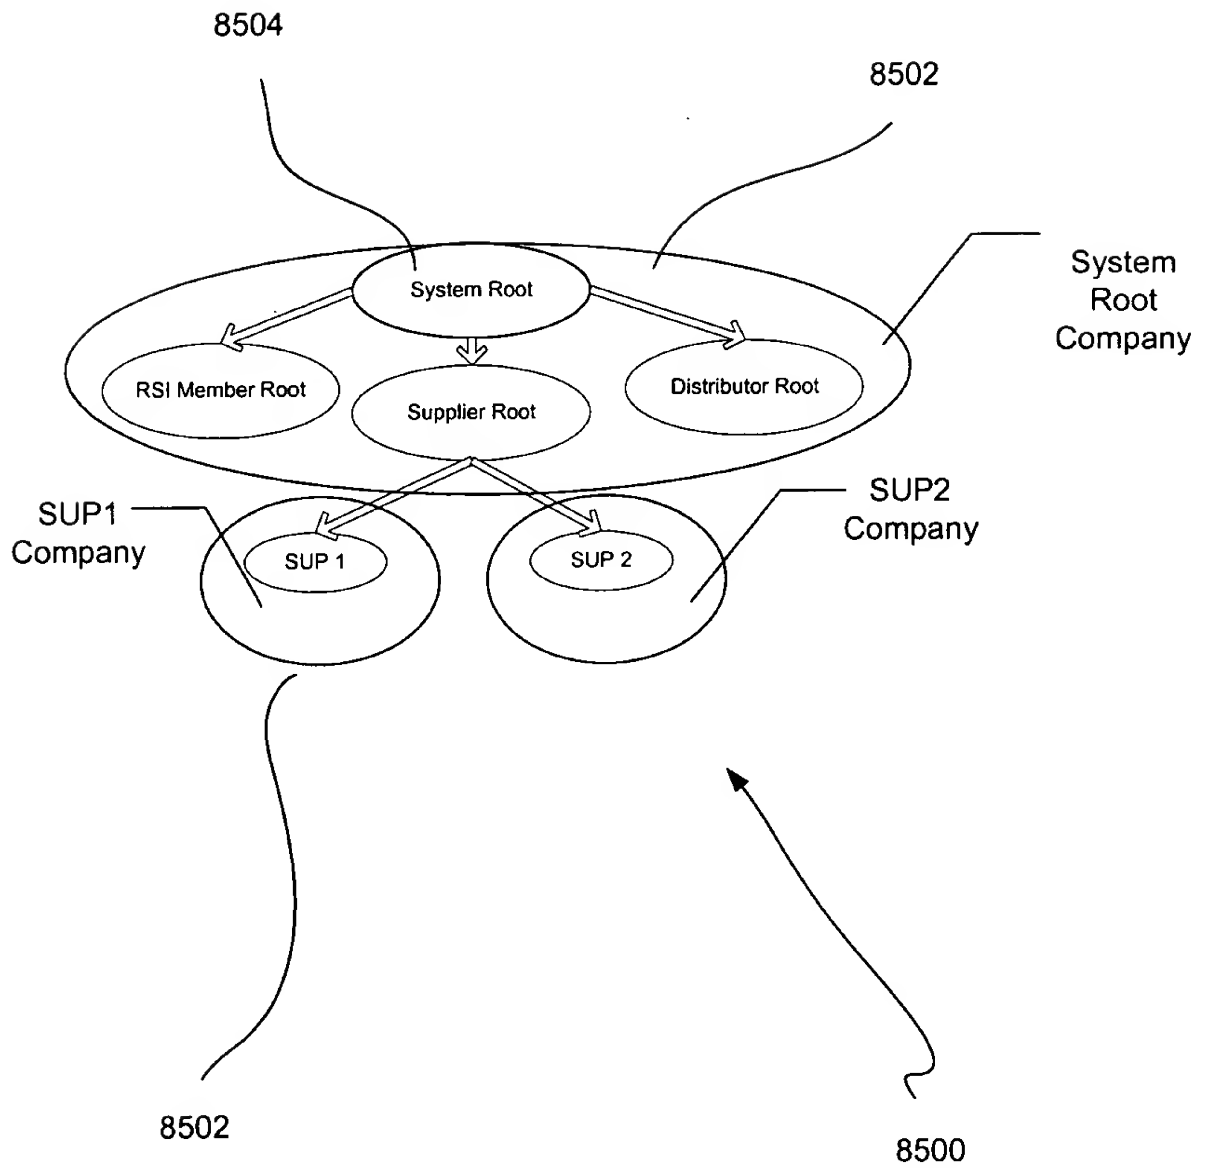 8504
8502
System
Root
Company
System Root
RSI Member Root
Supplier Root
Distributor Root
SUP1
Company
SUP2
Company
SUP 1
SUP 2
8502
8500